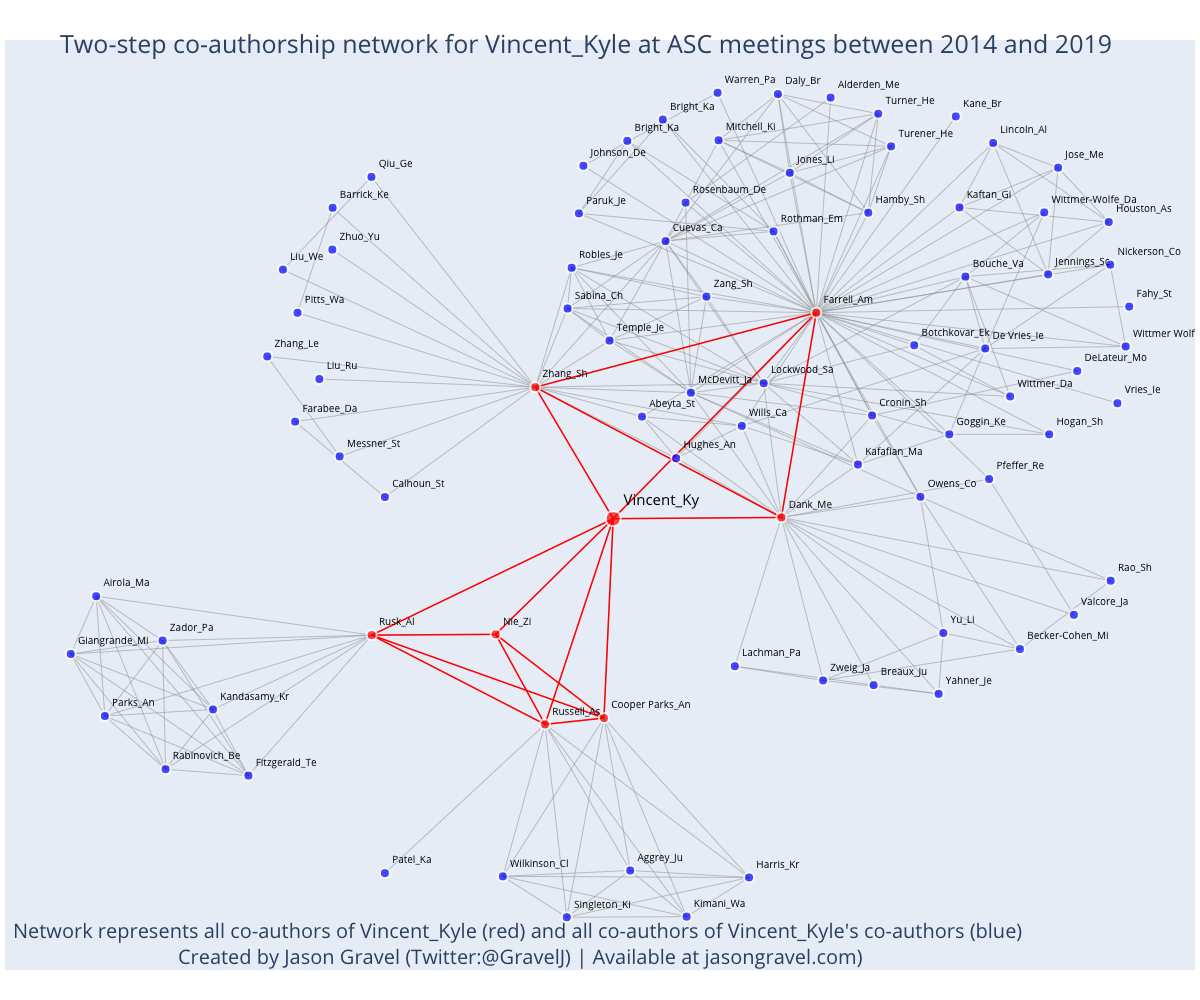 Two-step co-authorship network for Vincent_Kyle at ASC meetings between 2014 and 2019
Warren_Pa
Daly_Br
Alderden_Me
Bright_Ka
Turner_He
Kane_Br
Bright_Ka
Mitchell_Ki
Turener_He
Lincoln_Al
Johnson_De
Jones_Li
Jose_Me
Qiu_Ge
Barrick_Ke
Paruk_Je
Rosenbaum_De
Hamby_Sh
Kaftan_Gi
Wittmer-Wolfe_Da
Houston_As
Rothman_Em
Cuevas_Ca
Zhuo_Yu
Liu_We
Robles_Je
Bouche_Va
Jennings_Sc
Nickerson_Co
Pitts_Wa
Sabina_Ch
Zang_Sh
Farrell_Am
Fahy_St
Temple_Je
Botchkovar_Ek
De Vries_Ie
Wittmer Wolf
Zhang_Le
Zhang_Sh
McDevitt_Ja
Lockwood_Sa
DeLateur_Mo
Liu_Ru
Wittmer_Da
Vries_Ie
Farabee_Da
Abeyta_St
Wills_Ca
Cronin_Sh
Goggin_Ke
Hogan_Sh
Messner_St
Hughes_An
Kafafian_Ma
Calhoun_St
Vincent_Ky
Dank_Me
Owens_Co
Pfeffer_Re
Airola_Ma
Rao_Sh
Zador_Pa
Rusk_Al
Nie_Zi
Yu_Li
Valcore_Ja
Giangrande_Mi
Becker-Cohen_Mi
Lachman_Pa
Zweig_Ja
Breaux_Ju
Yahner_Je
Parks_An
Kandasamy_Kr
Russell_As
Cooper Parks_An
Rabinovich_Be
Fitzgerald_Te
Patel_Ka
Wilkinson_Cl
Aggrey_Ju
Harris_Kr
Singleton_Ki
Kimani_Wa
Network represents all co-authors of Vincent_Kyle (red) and all co-authors of Vincent_Kyle's co-authors (blue)
Created by Jason Gravel (Twitter:@GravelJ) | Available at jasongravel.com)